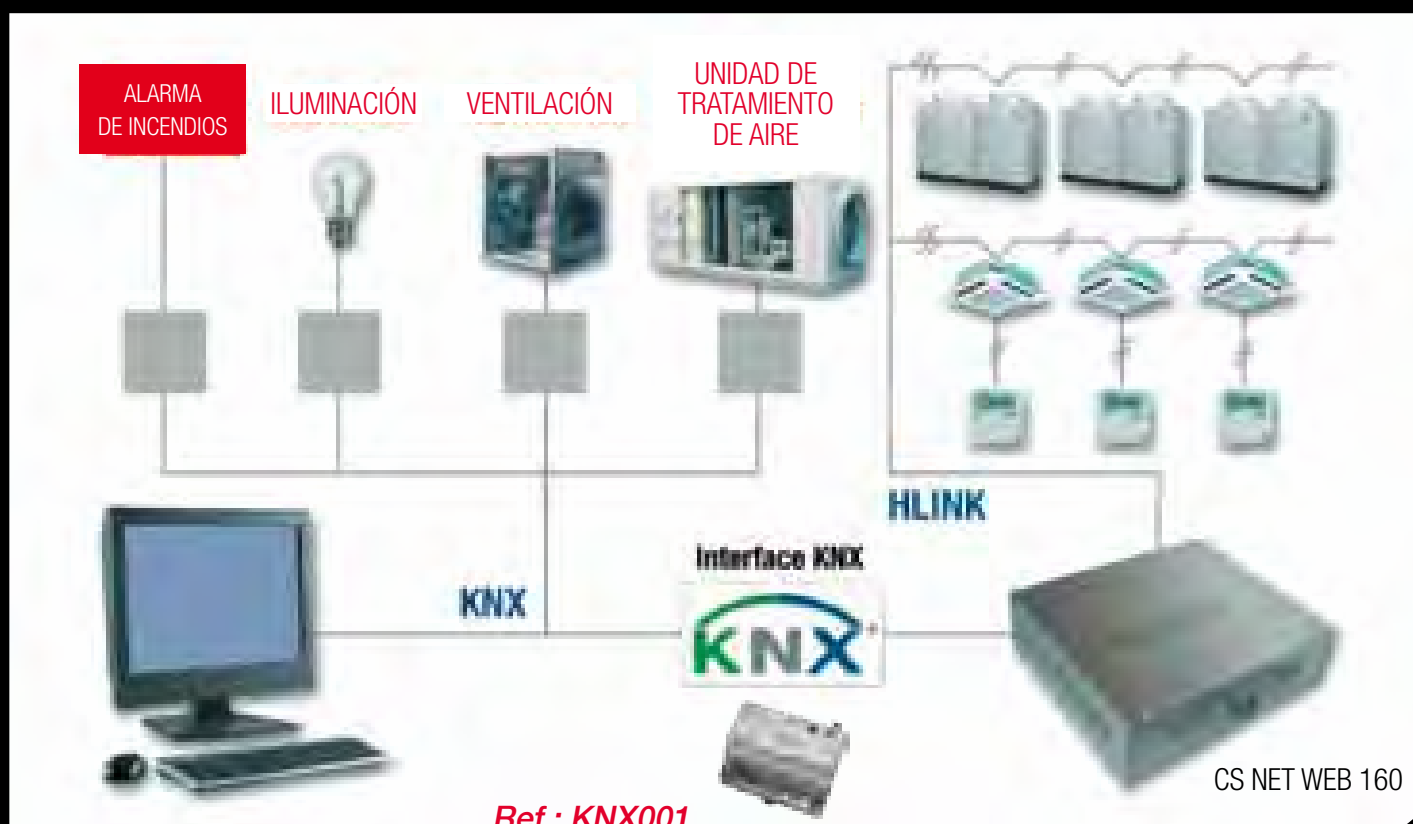 ALARMA
DE INCENDIOS
ILUMINACIÓN
VENTILACIÓN
UNIDAD DE
TRATAMIENTO
DE AIRE
HLINK
Interface KNX
KNX
KNX
CS NET WEB 160
Ref : KNX001